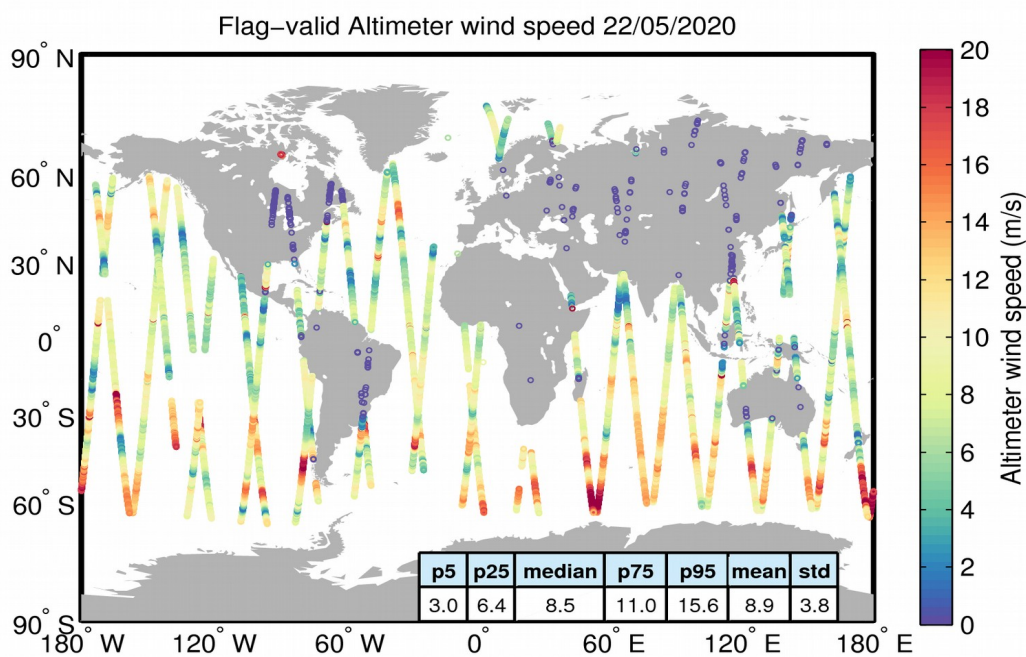 Flag−valid Altimeter wind speed 22/05/2020
90° N
60° N
30° N
0°
30° S
60° S
90° S
180° W
120° W
60° W
0°
60° E
120° E
180° E
p5 p25 median p75 p95 mean std
3.0 6.4 8.5 11.0 15.6 8.9 3.8
20
18
16
14
12
10
8
6
4
2
0
Altimeter wind speed (m/s)